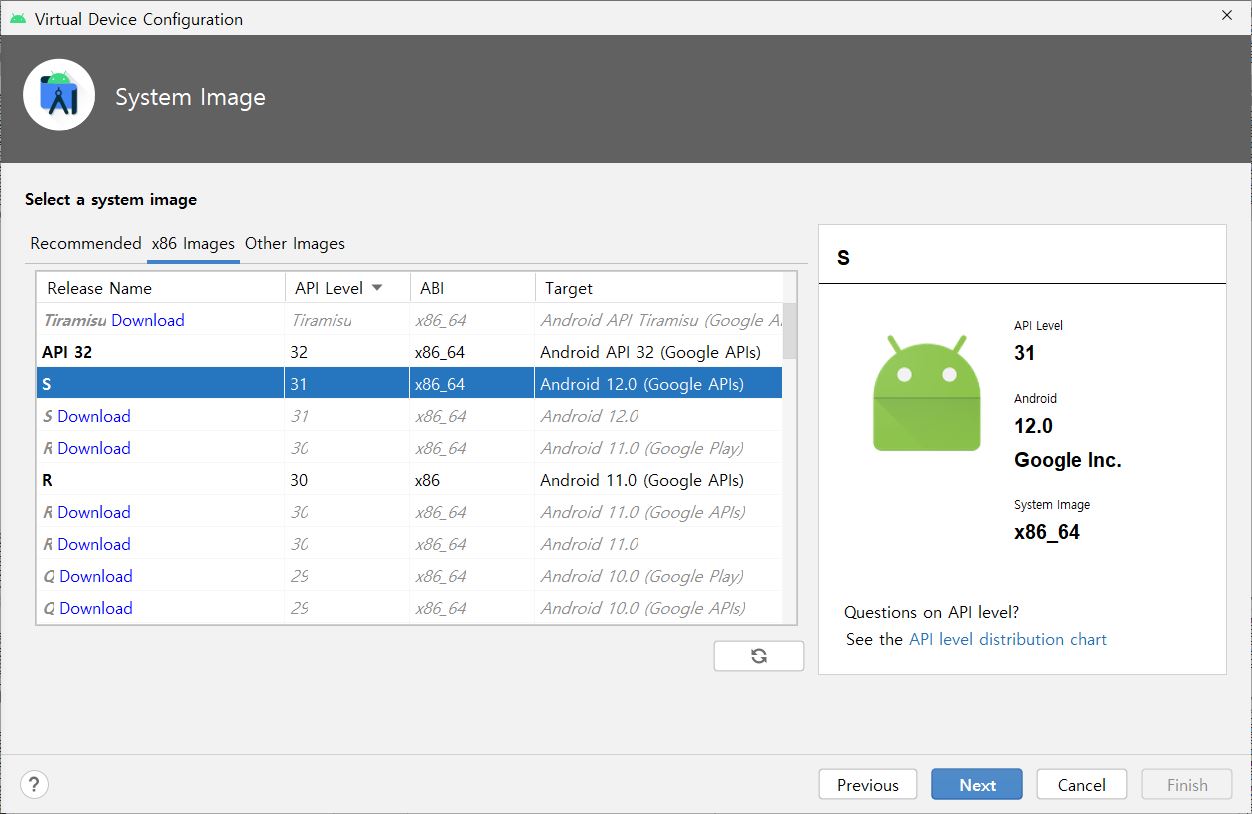 Virtual Device Configuration
System Image
Select a system image
Recommended x86 Images Other Images
Release Name API Level ABI Target
Tiramisu Download Tiramisu x86_64 Android API Tiramisu (Google A
API 32 32 x86_64 Android API 32 (Google APIs)
S 31 x86_64 Android 12.0 (Google APIs)
S Download 31 x86_64 Android 12.0
R Download 30 x86_64 Android 11.0 (Google Play)
R 30 x86 Android 11.0 (Google APIs)
R Download 30 x86_64 Android 11.0 (Google APIs)
R Download 30 x86_64 Android 11.0
Q Download 29 x86_64 Android 10.0 (Google Play)
Q Download 29 x86_64 Android 10.0 (Google APIs)
S
API Level
31
Android
12.0
Google Inc.
System Image
x86_64
Questions on API level?
See the API level distribution chart
? Previous Next Cancel Finish